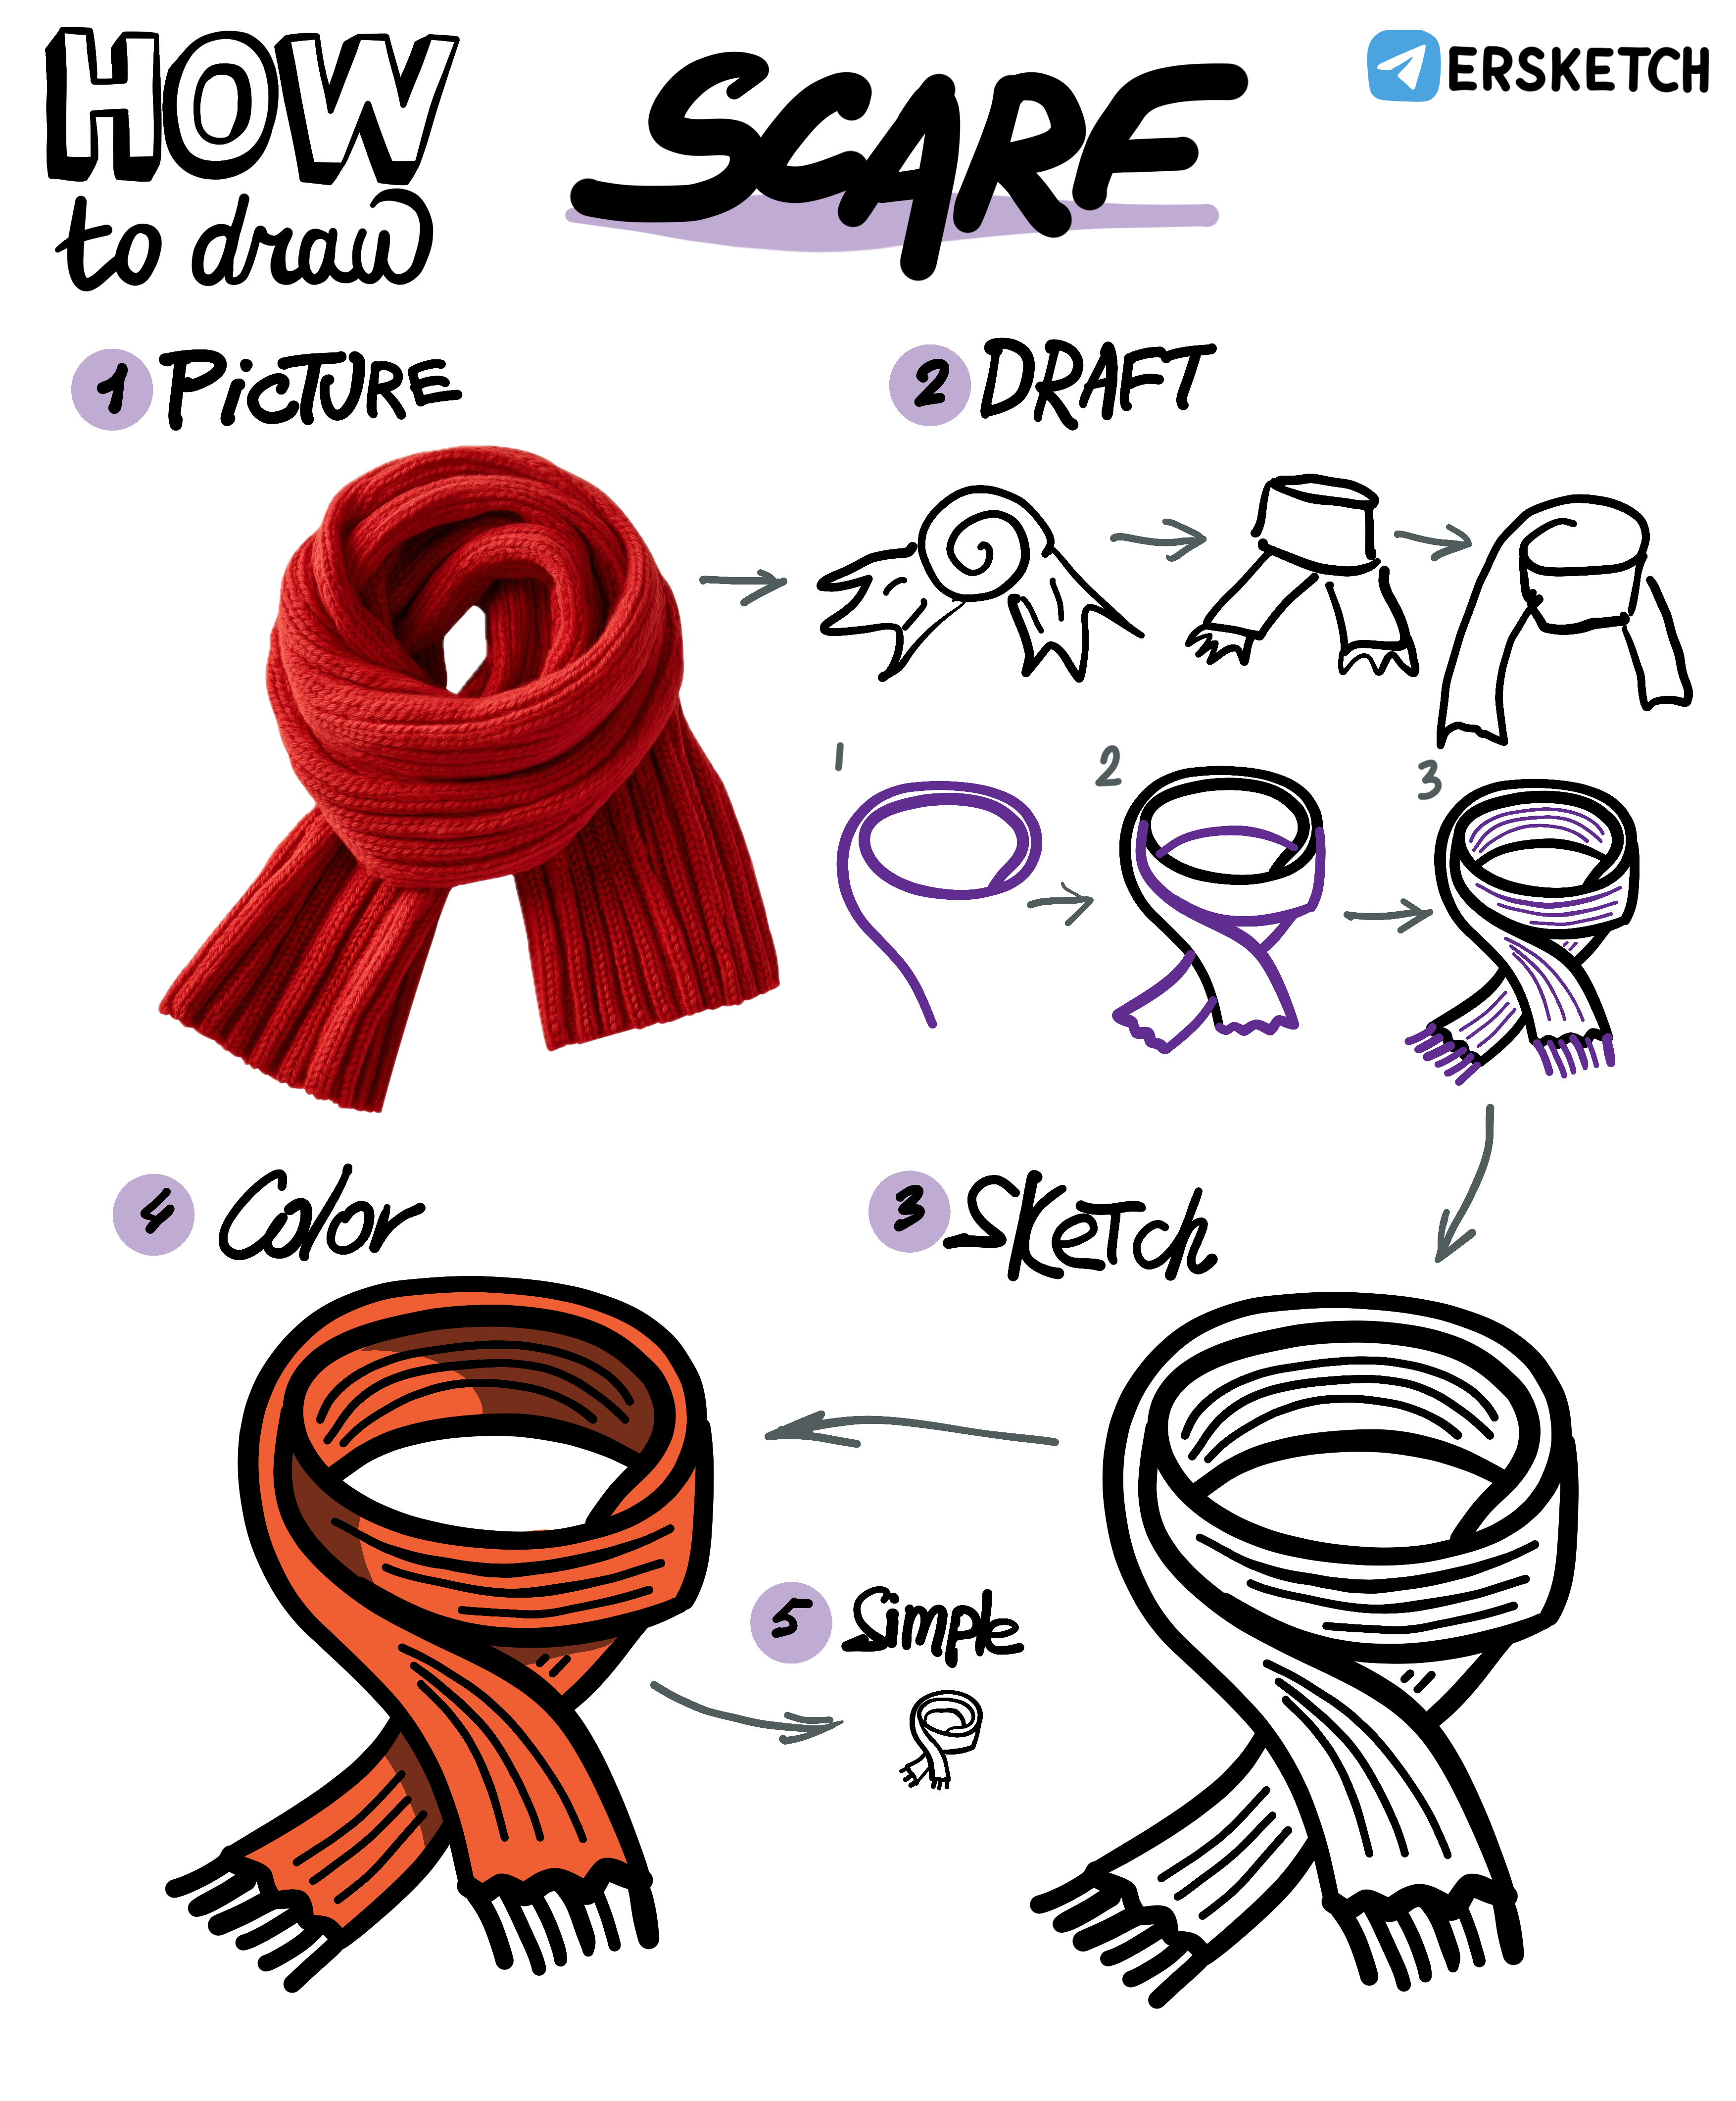 HOW
to draw
SCARF
ERSKETCH
1 PiCTURE
2 DRAFT
1
2
3
4 Color
3 SKeTch
5 Simple